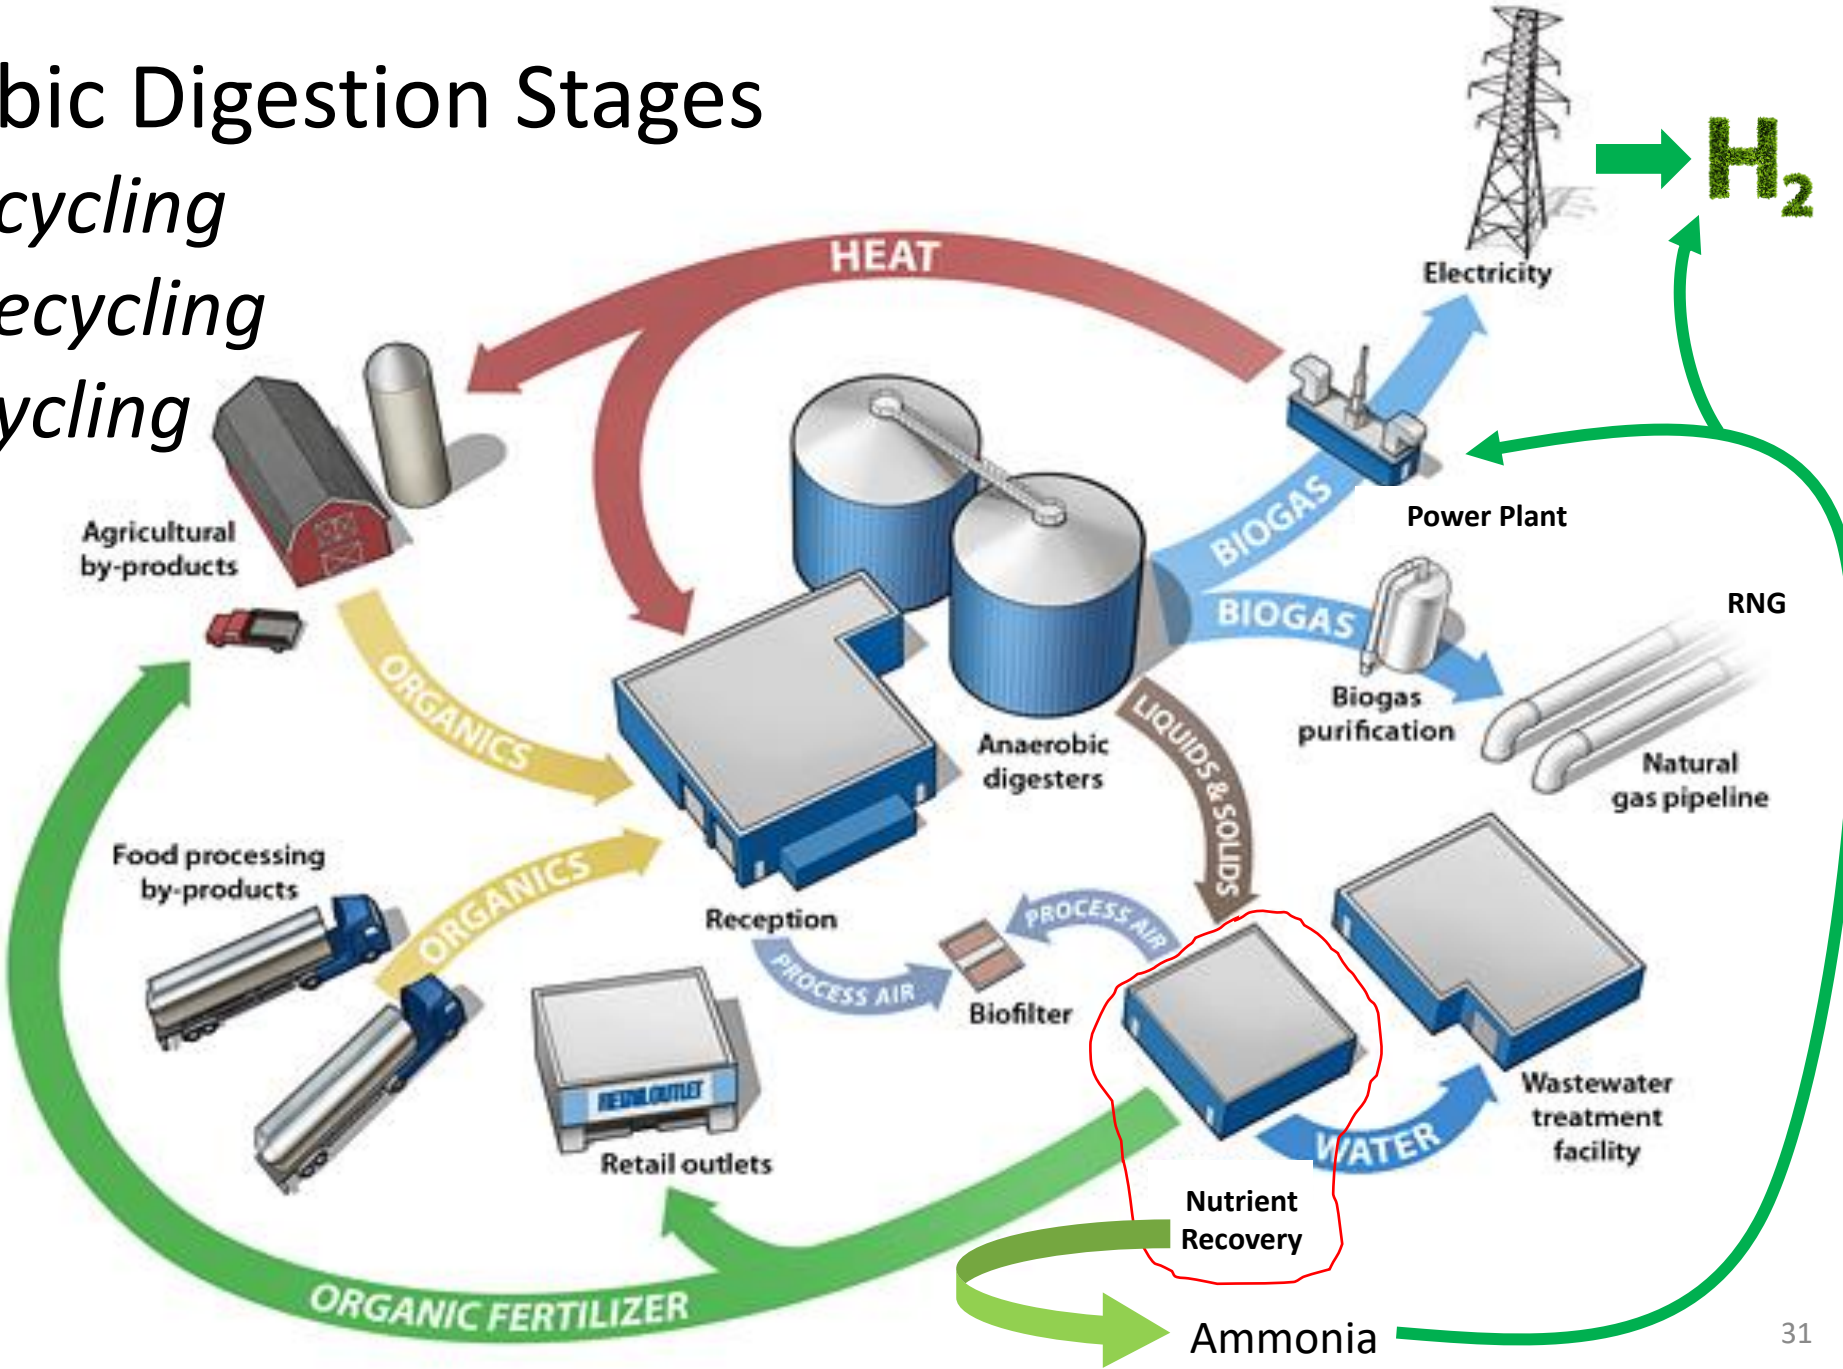 bic Digestion Stages
cycling
ecycling
ycling
HEAT
Electricity
H2
Agricultural
by-products
BIOGAS
Power Plant
BIOGAS
RNG
ORGANICS
Biogas
purification
LIQUIDS & SOLIDS
Anaerobic
digesters
Natural
gas pipeline
Food processing
by-products
ORGANICS
Reception
PROCESS AIR
PROCESS AIR
Biofilter
RETAIL OUTLET
Retail outlets
Wastewater
treatment
facility
WATER
Nutrient
Recovery
ORGANIC FERTILIZER
Ammonia
31